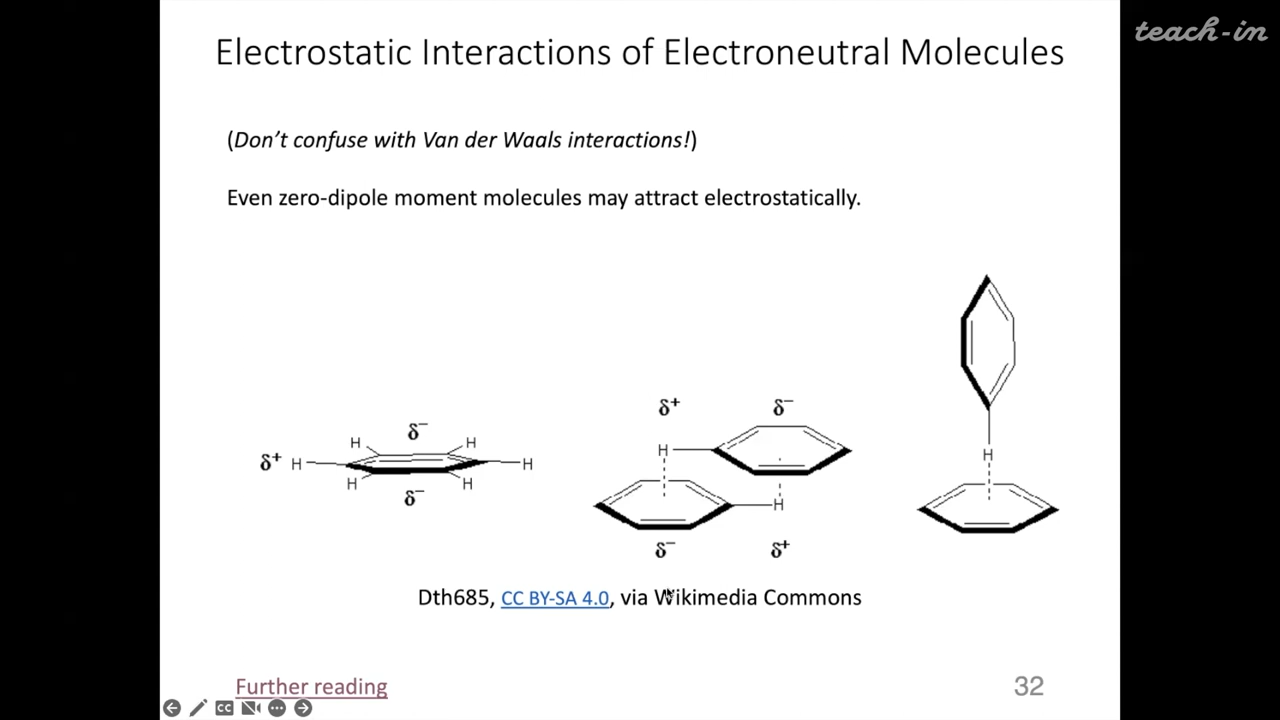 teach-in
Electrostatic Interactions of Electroneutral Molecules
(Don't confuse with Van der Waals interactions!)
Even zero-dipole moment molecules may attract electrostatically.
δ+ δ−
δ−
H H H
δ+ H H
H H
H H
δ− H
δ− δ+
Dth685, CC BY-SA 4.0, via Wikimedia Commons
Further reading 32
CC